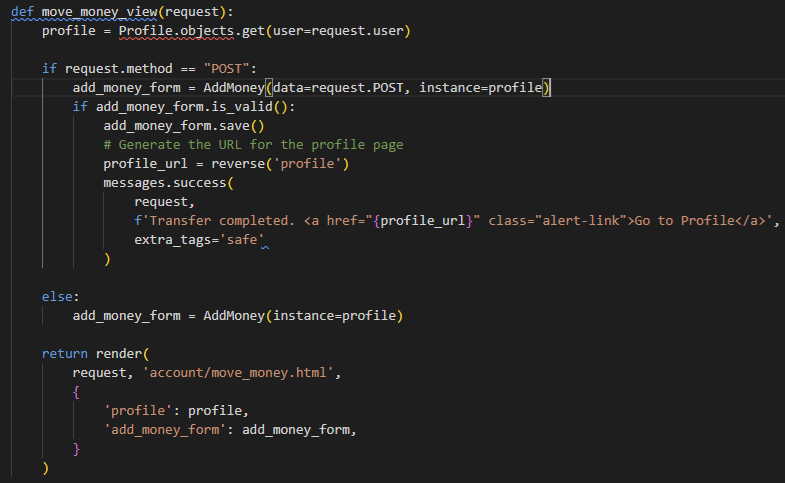 def move_money_view(request):
    profile = Profile.objects.get(user=request.user)

    if request.method == "POST":
        add_money_form = AddMoney(data=request.POST, instance=profile)
        if add_money_form.is_valid():
            add_money_form.save()
            # Generate the URL for the profile page
            profile_url = reverse('profile')
            messages.success(
                request,
                f'Transfer completed. <a href="{profile_url}" class="alert-link">Go to Profile</a>',
                extra_tags='safe'
            )

    else:
        add_money_form = AddMoney(instance=profile)

    return render(
        request, 'account/move_money.html',
        {
            'profile': profile,
            'add_money_form': add_money_form,
        }
    )